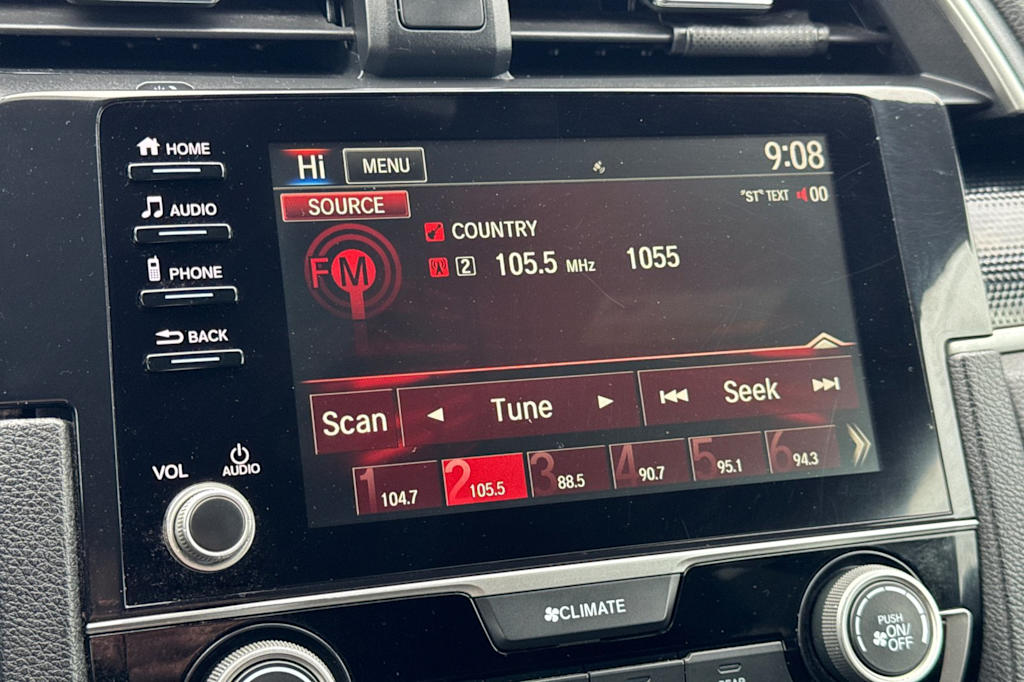 HOME
AUDIO
PHONE
BACK
VOL
AUDIO
Hi MENU 9:08
SOURCE "ST" TEXT 00
FM
COUNTRY
2 105.5 MHz 1055
Scan Tune Seek
1 104.7 2 105.5 3 88.5 4 90.7 5 95.1 6 94.3
CLIMATE
PUSH
ON/
OFF
REAR